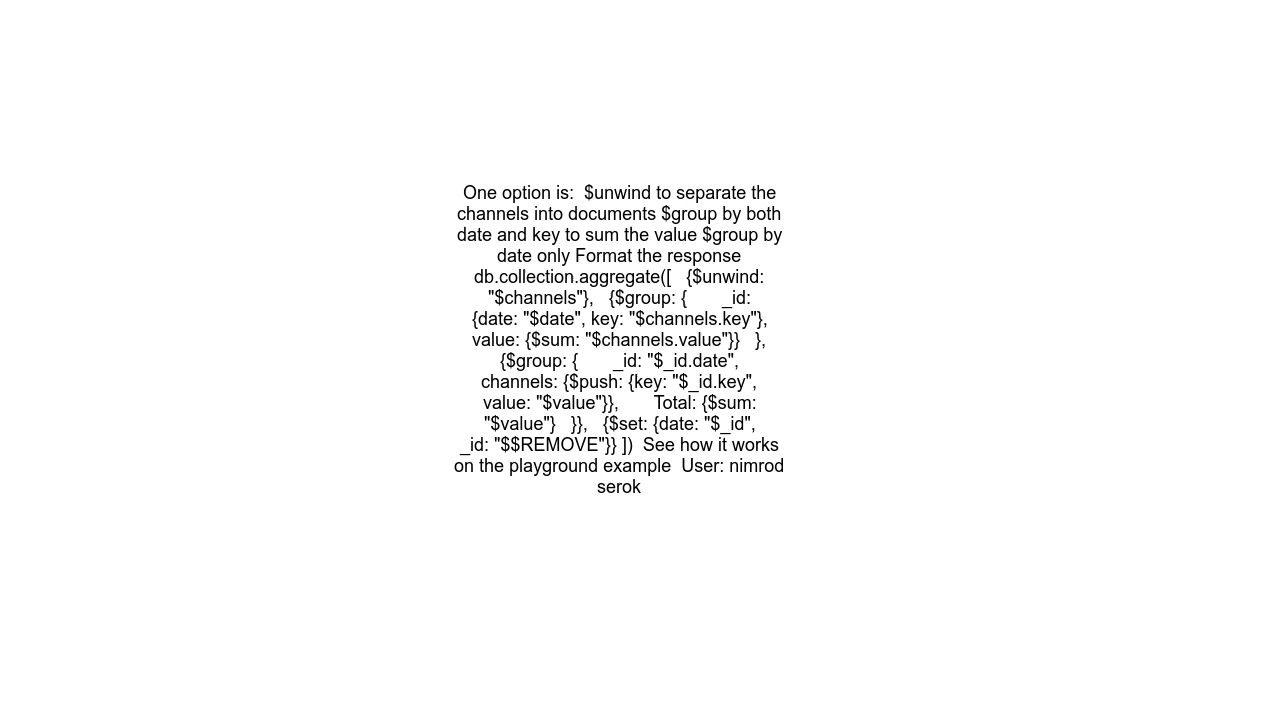 One option is:  $unwind to separate the
channels into documents $group by both
date and key to sum the value $group by
date only Format the response
db.collection.aggregate([   {$unwind:
"$channels"},   {$group: {       _id:
{date: "$date", key: "$channels.key"},
value: {$sum: "$channels.value"}}   },
{$group: {       _id: "$_id.date",
channels: {$push: {key: "$_id.key",
value: "$value"}},       Total: {$sum:
"$value"}   }},   {$set: {date: "$_id",
_id: "$$REMOVE"}} ])  See how it works
on the playground example  User: nimrod
serok